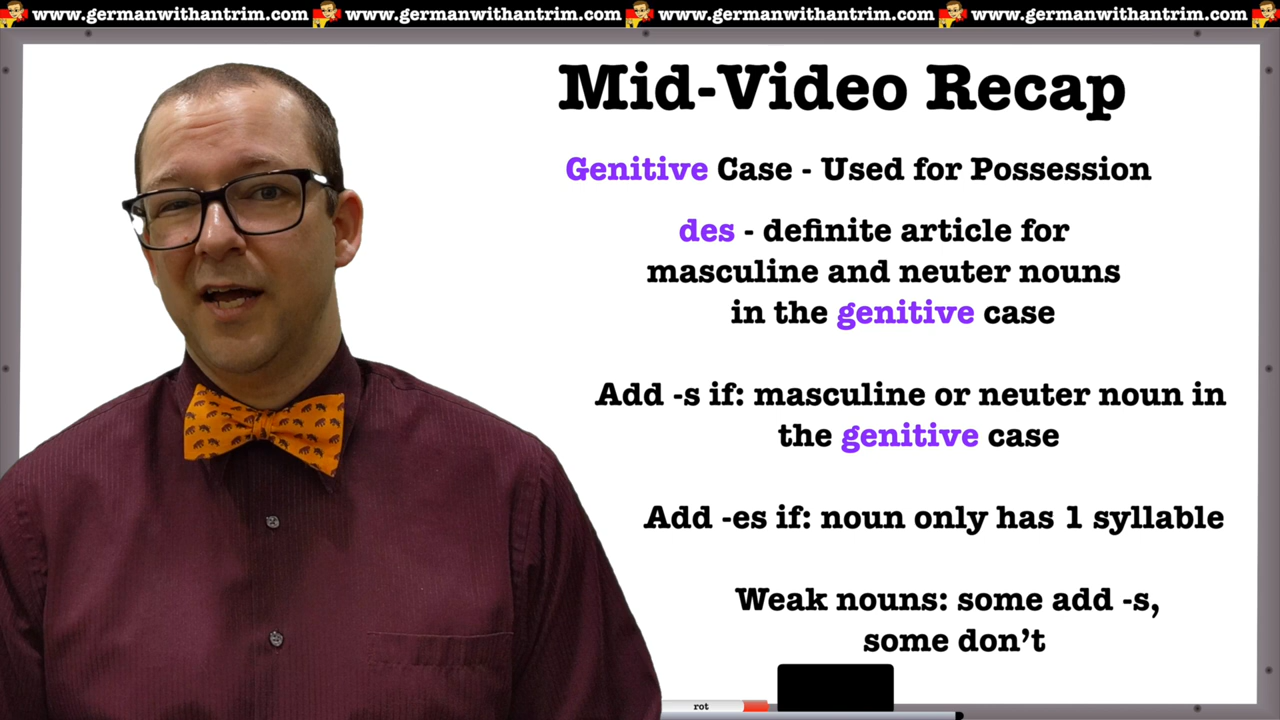 www.germanwithantrim.com www.germanwithantrim.com www.germanwithantrim.com www.germanwithantrim.com
Mid-Video Recap
Genitive Case - Used for Possession
des - definite article for
masculine and neuter nouns
in the genitive case
Add -s if: masculine or neuter noun in
the genitive case
Add -es if: noun only has 1 syllable
Weak nouns: some add -s,
some don't
rot